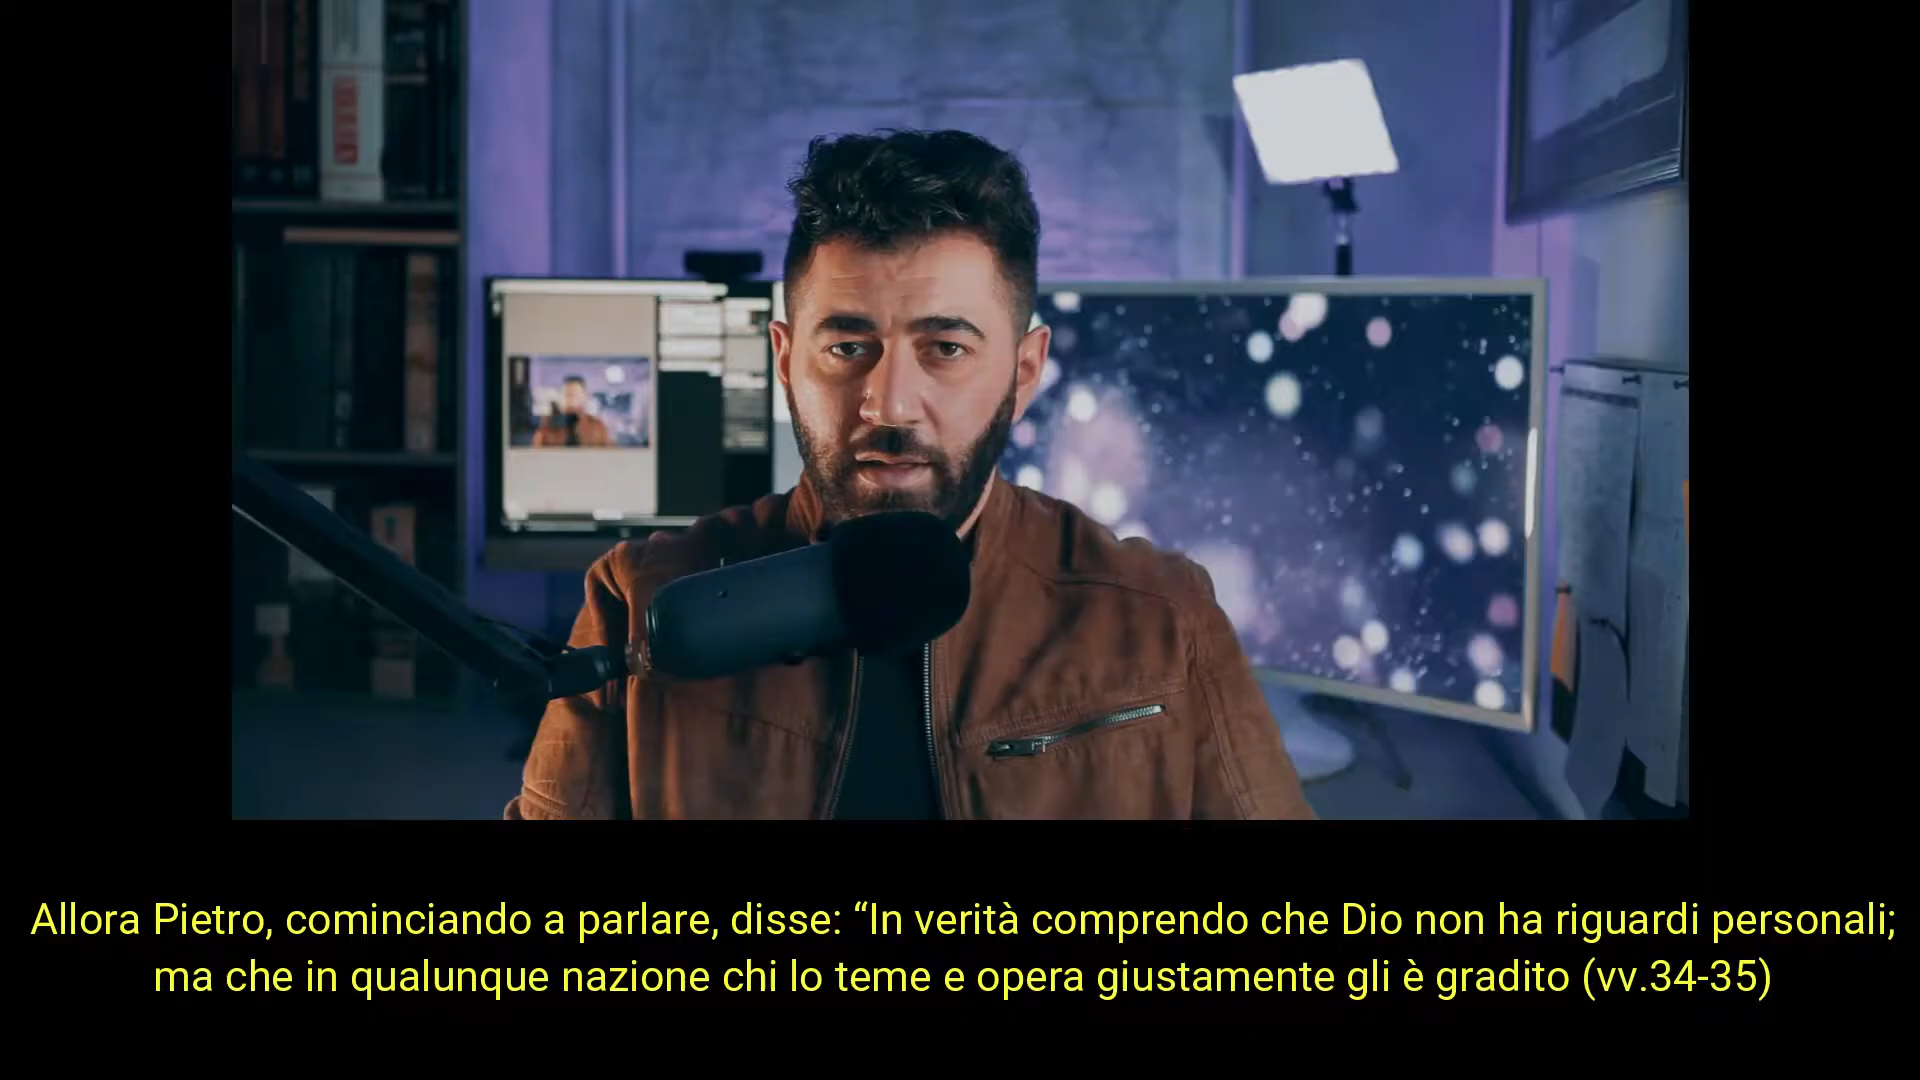 Allora Pietro, cominciando a parlare, disse: “In verità comprendo che Dio non ha riguardi personali;
ma che in qualunque nazione chi lo teme e opera giustamente gli è gradito (vv.34-35)